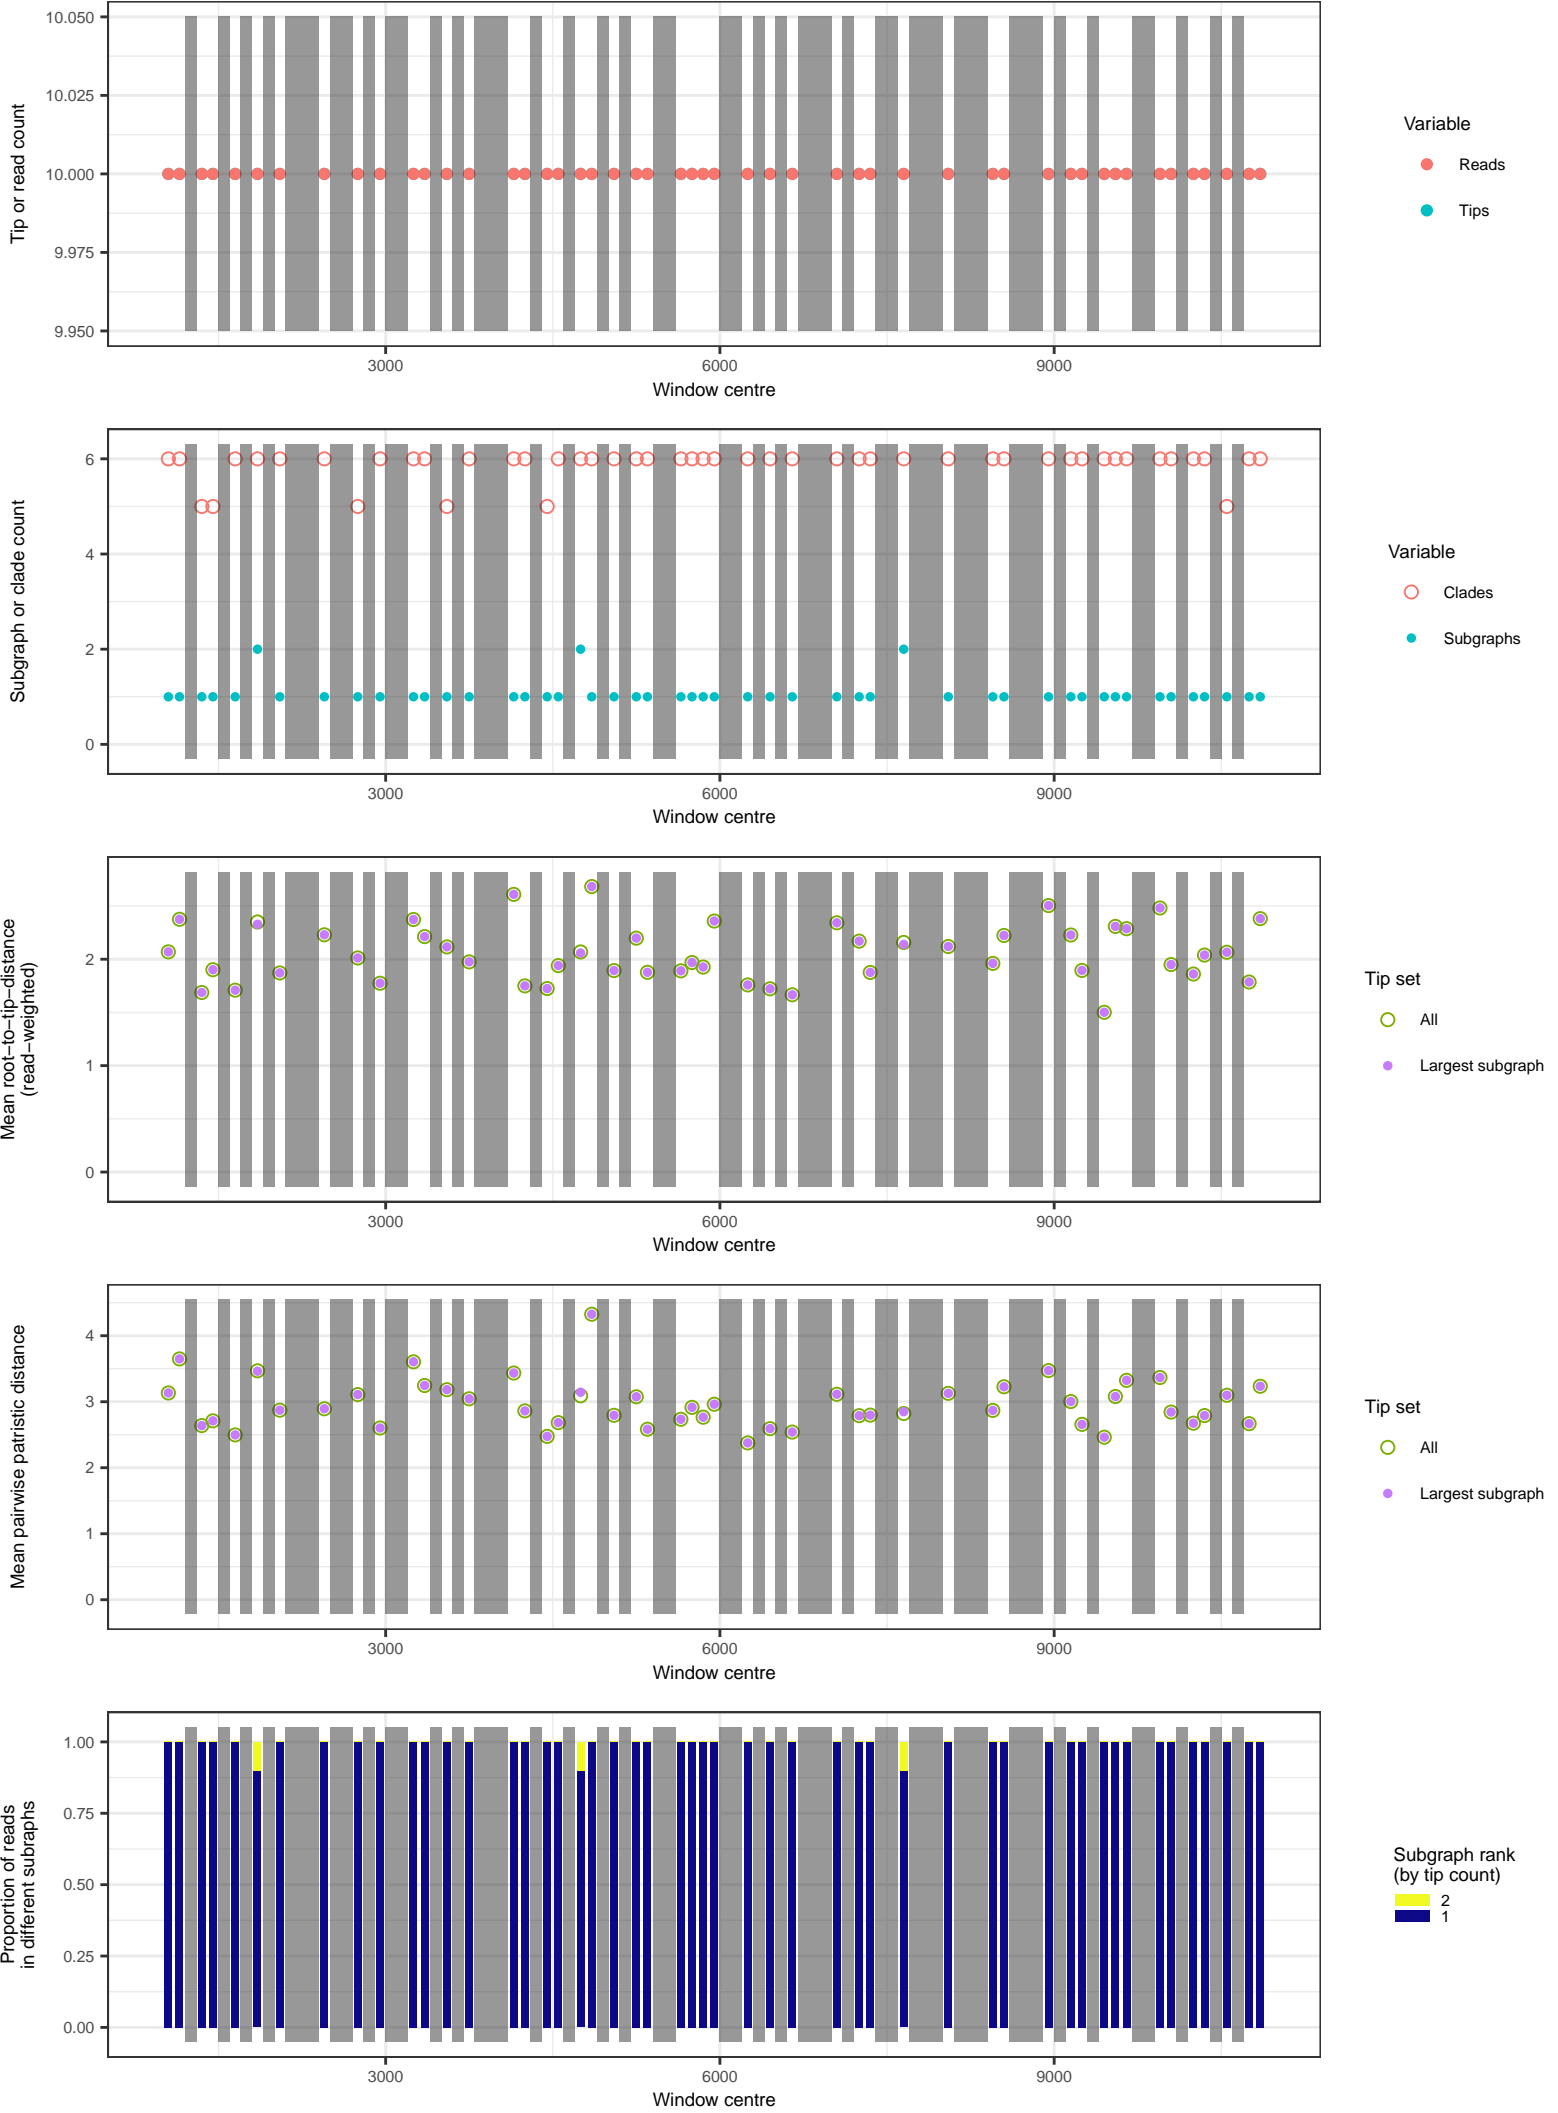 10.050
10.025
10.000
9.975
9.950
Tip or read count
3000
6000
9000
Window centre
Variable
Reads
Tips
6
4
2
0
Subgraph or clade count
3000
6000
9000
Window centre
Variable
Clades
Subgraphs
2
1
0
Mean root−to−tip−distance
(read−weighted)
3000
6000
9000
Window centre
Tip set
All
Largest subgraph
4
3
2
1
0
Mean pairwise patristic distance
3000
6000
9000
Window centre
Tip set
All
Largest subgraph
1.00
0.75
0.50
0.25
0.00
Proportion of reads
in different subraphs
3000
6000
9000
Window centre
Subgraph rank
(by tip count)
2
1